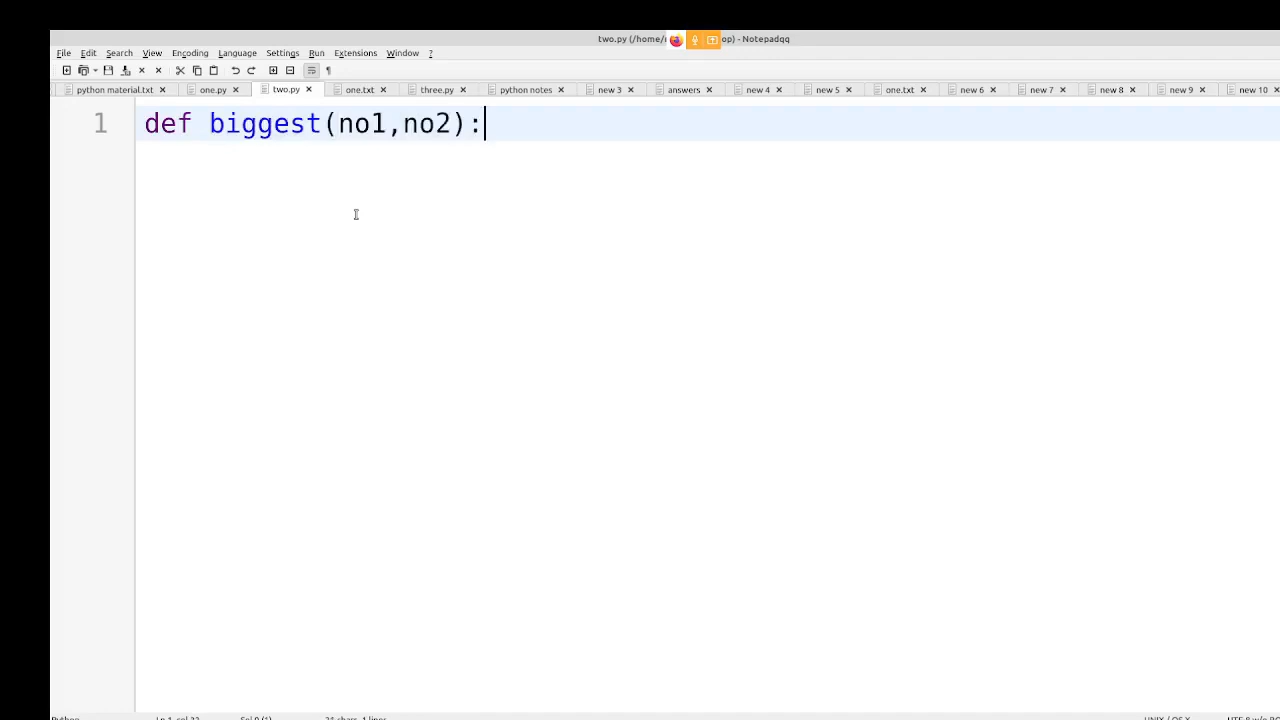 two.py (/home/ op) - Notepadqq
File Edit Search View Encoding Language Settings Run Extensions Window ?
python material.txt one.py two.py one.txt three.py python notes new 3 answers new 4 new 5 one.txt new 6 new 7 new 8 new 9 new 10
1 def biggest(no1,no2):